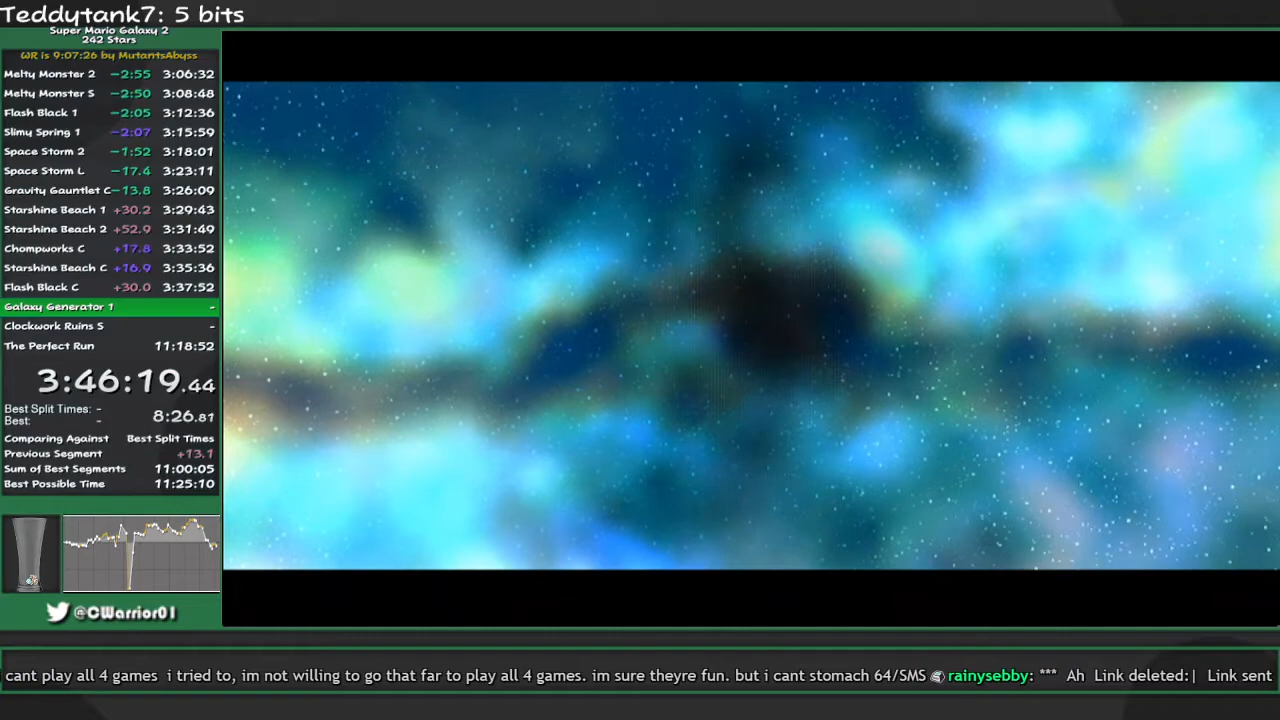 Teddytank7: 5 bits
Super Mario Galaxy 2
242 Stars
WR is 9:07:26 by MutantsAbyss
Melty Monster 2 −2:55 3:06:32
Melty Monster S −2:50 3:08:48
Flash Black 1 −2:05 3:12:36
Slimy Spring 1 −2:07 3:15:59
Space Storm 2 −1:52 3:18:01
Space Storm L −17.4 3:23:11
Gravity Gauntlet C −13.8 3:26:09
Starshine Beach 1 +30.2 3:29:43
Starshine Beach 2 +52.9 3:31:49
Chompworks C +17.8 3:33:52
Starshine Beach C +16.9 3:35:36
Flash Black C +30.0 3:37:52
Galaxy Generator 1 -
Clockwork Ruins S -
The Perfect Run 11:18:52
3:46:19.44
Best Split Times: - 8:26.81
Best: -
Comparing Against Best Split Times
Previous Segment +13.1
Sum of Best Segments 11:00:05
Best Possible Time 11:25:10
@CWarrior01
cant play all 4 games i tried to, im not willing to go that far to play all 4 games. im sure theyre fun. but i cant stomach 64/SMS rainysebby: *** Ah Link deleted:| Link sent